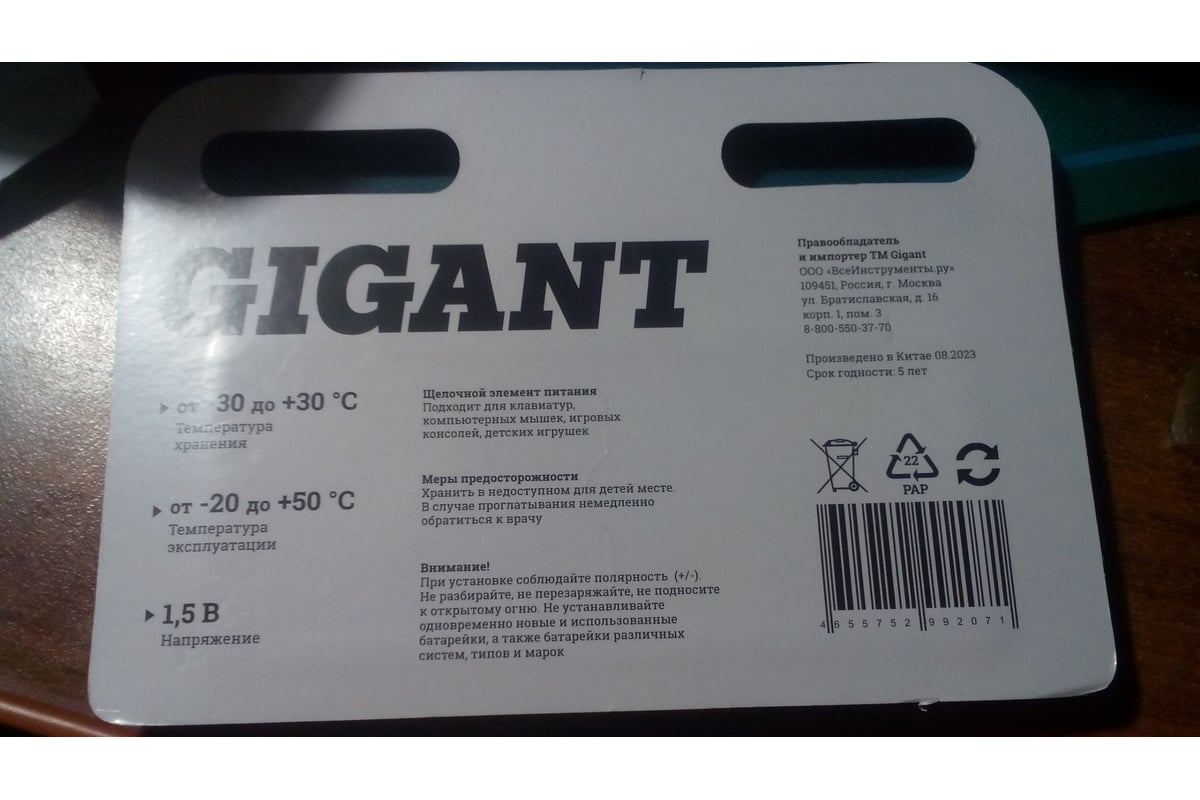 GIGANT
от -30 до +30 °C
Температура
хранения
от -20 до +50 °C
Температура
эксплуатации
1,5 В
Напряжение
Щелочной элемент питания
Подходит для клавиатур,
компьютерных мышек, игровых
консолей, детских игрушек
Меры предосторожности
Хранить в недоступном для детей месте.
В случае проглатывания немедленно
обратиться к врачу
Внимание!
При установке соблюдайте полярность (+/-).
Не разбирайте, не перезаряжайте, не подносите
к открытому огню. Не устанавливайте
одновременно новые и использованные
батарейки, а также батарейки различных
систем, типов и марок
Правообладатель
и импортер ТМ Gigant
ООО «ВсеИнструменты.ру»
109451, Россия, г. Москва
ул. Братиславская, д. 16
корп. 1, пом. 3
8-800-550-37-70
Произведено в Китае 08.2023
Срок годности: 5 лет
22
PAP
4 655752 992071